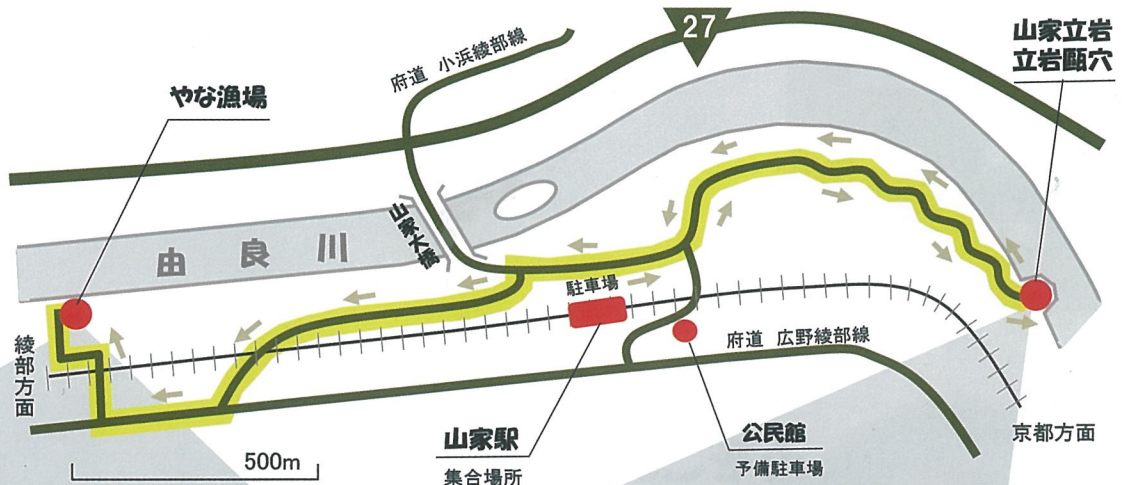 27
山家立岩
立岩甌穴
府道 小浜綾部線
やな漁場
山家大橋
由良川
駐車場
府道 広野綾部線
綾部方面
京都方面
山家駅
集合場所
公民館
予備駐車場
500m